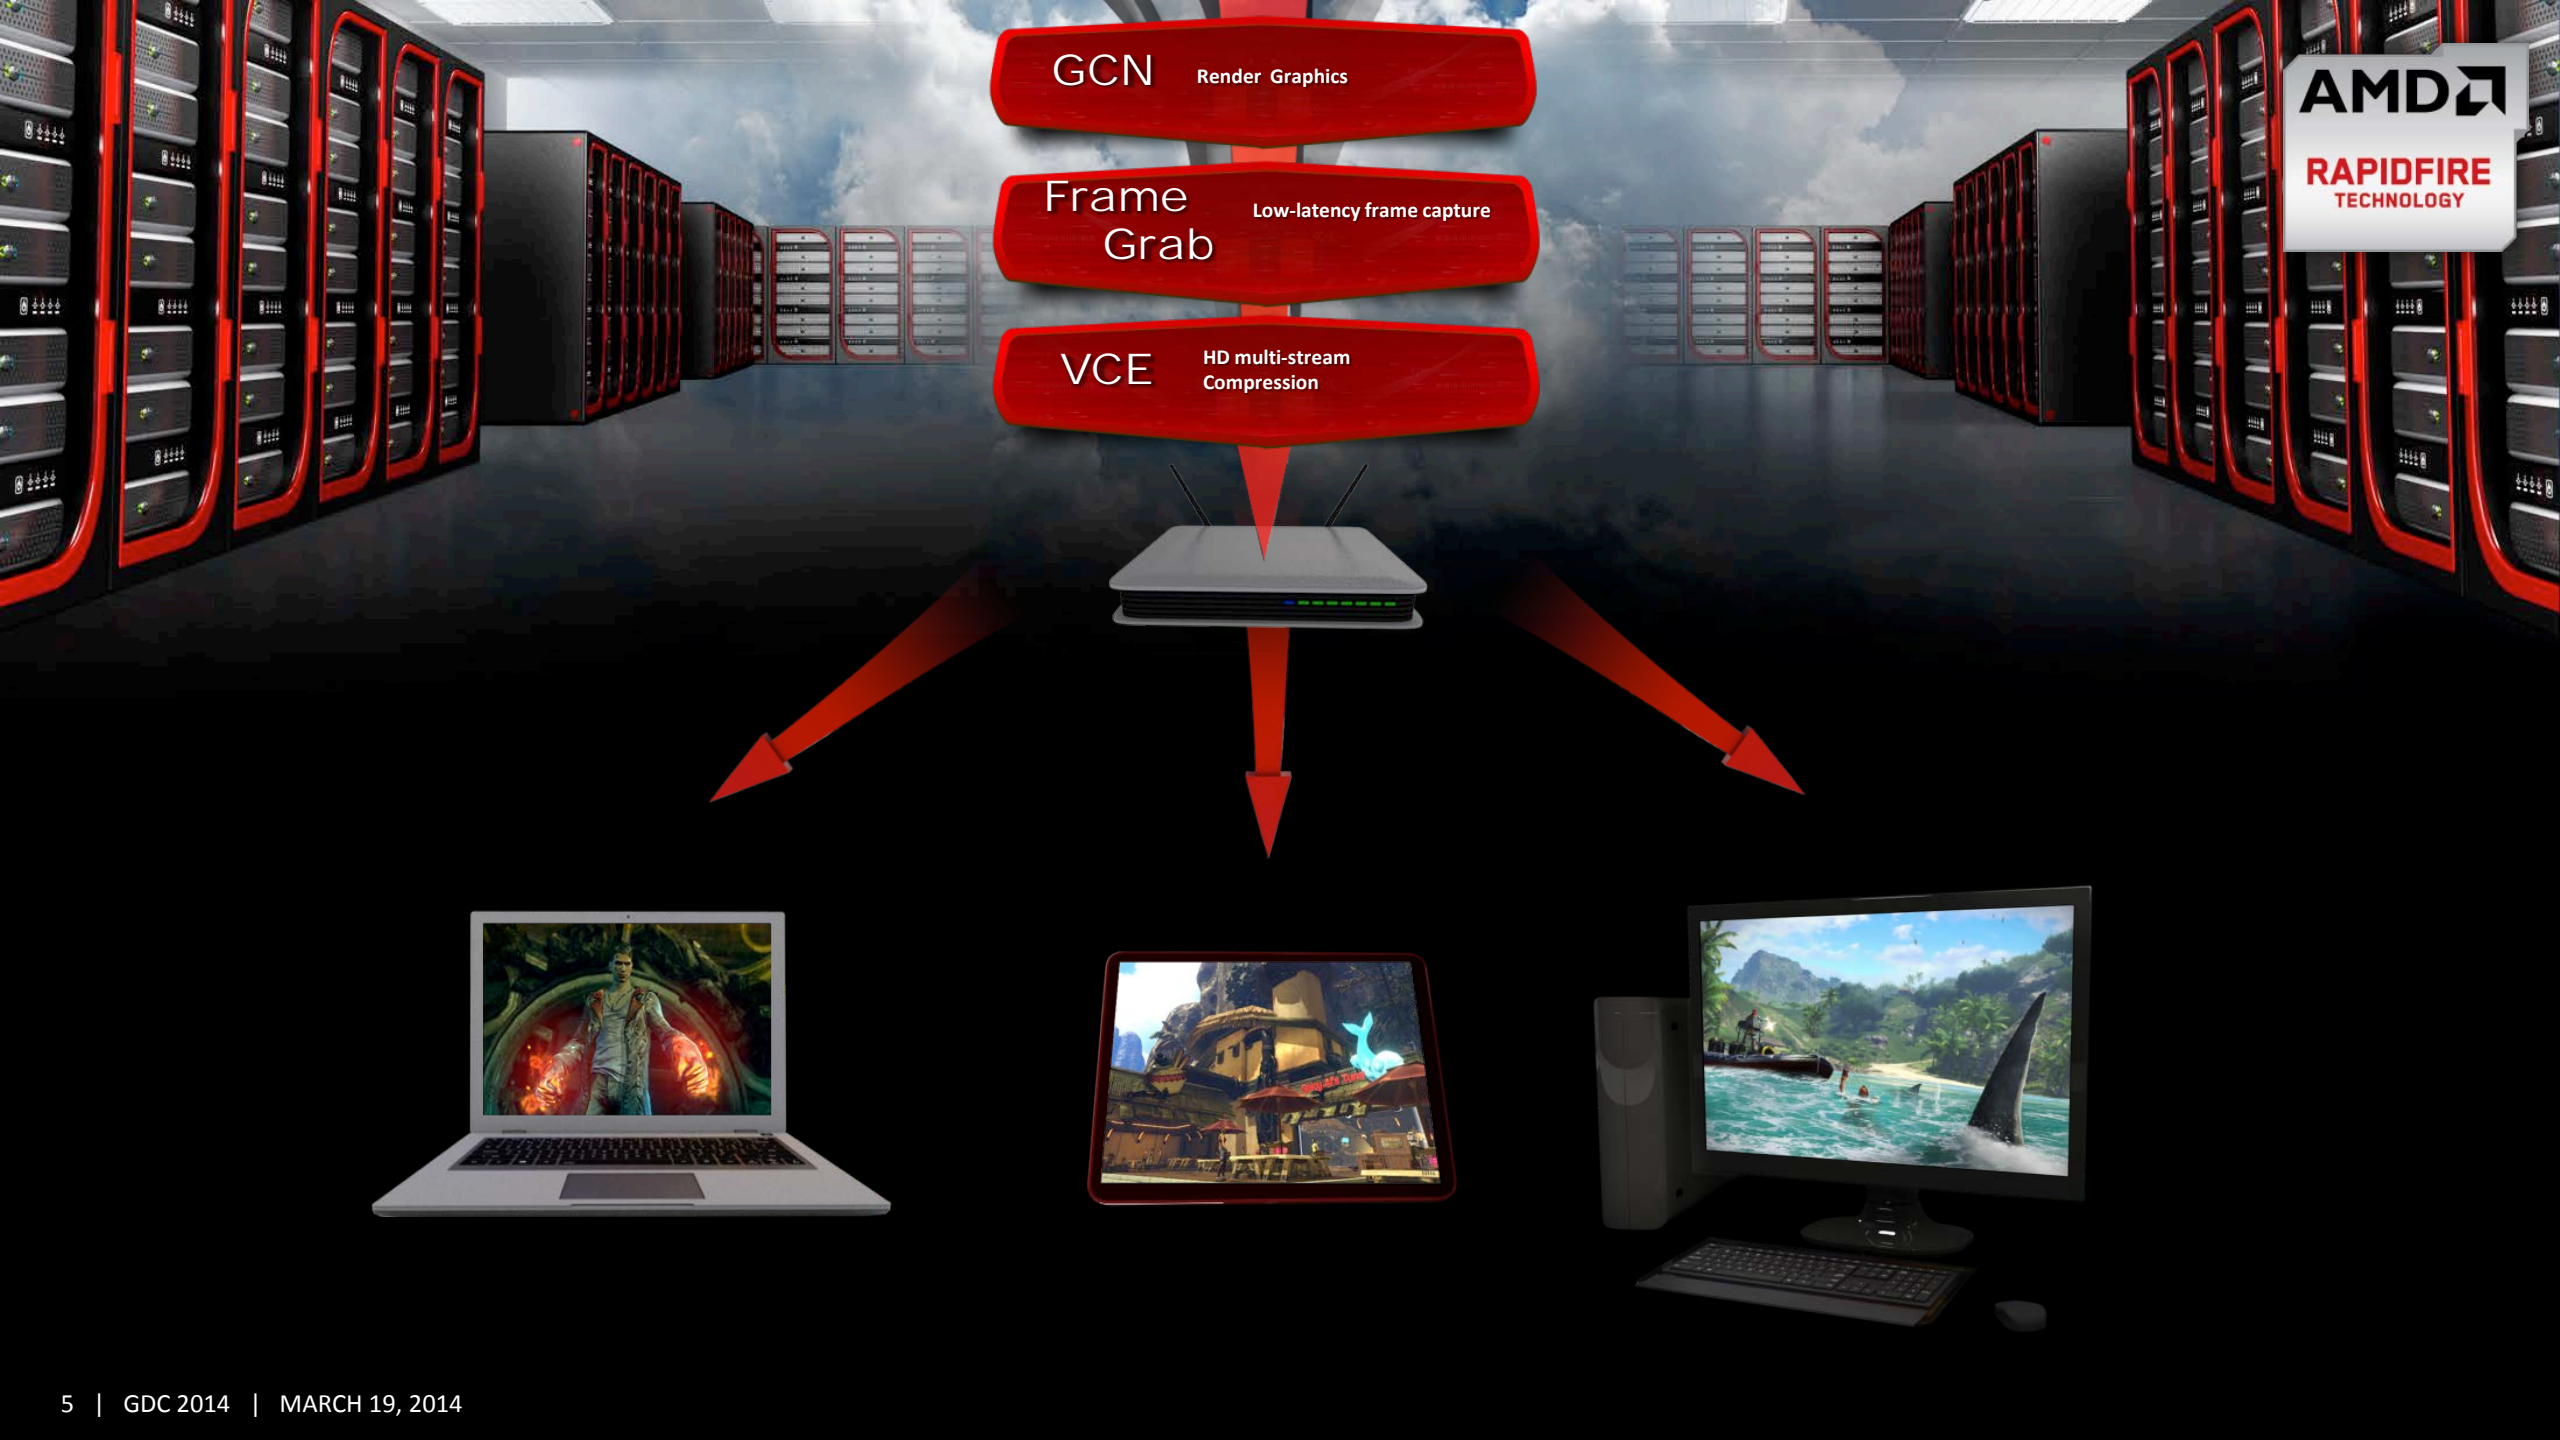 GCN Render Graphics
Frame
Grab
Low-latency frame capture
VCE
HD multi-stream
Compression
AMD
RAPIDFIRE
TECHNOLOGY
5 | GDC 2014 | MARCH 19, 2014